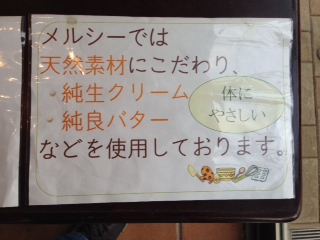 メルシーでは
天然素材にこだわり、
・純生クリーム
・純良バター
体に
やさしい
などを使用しております。